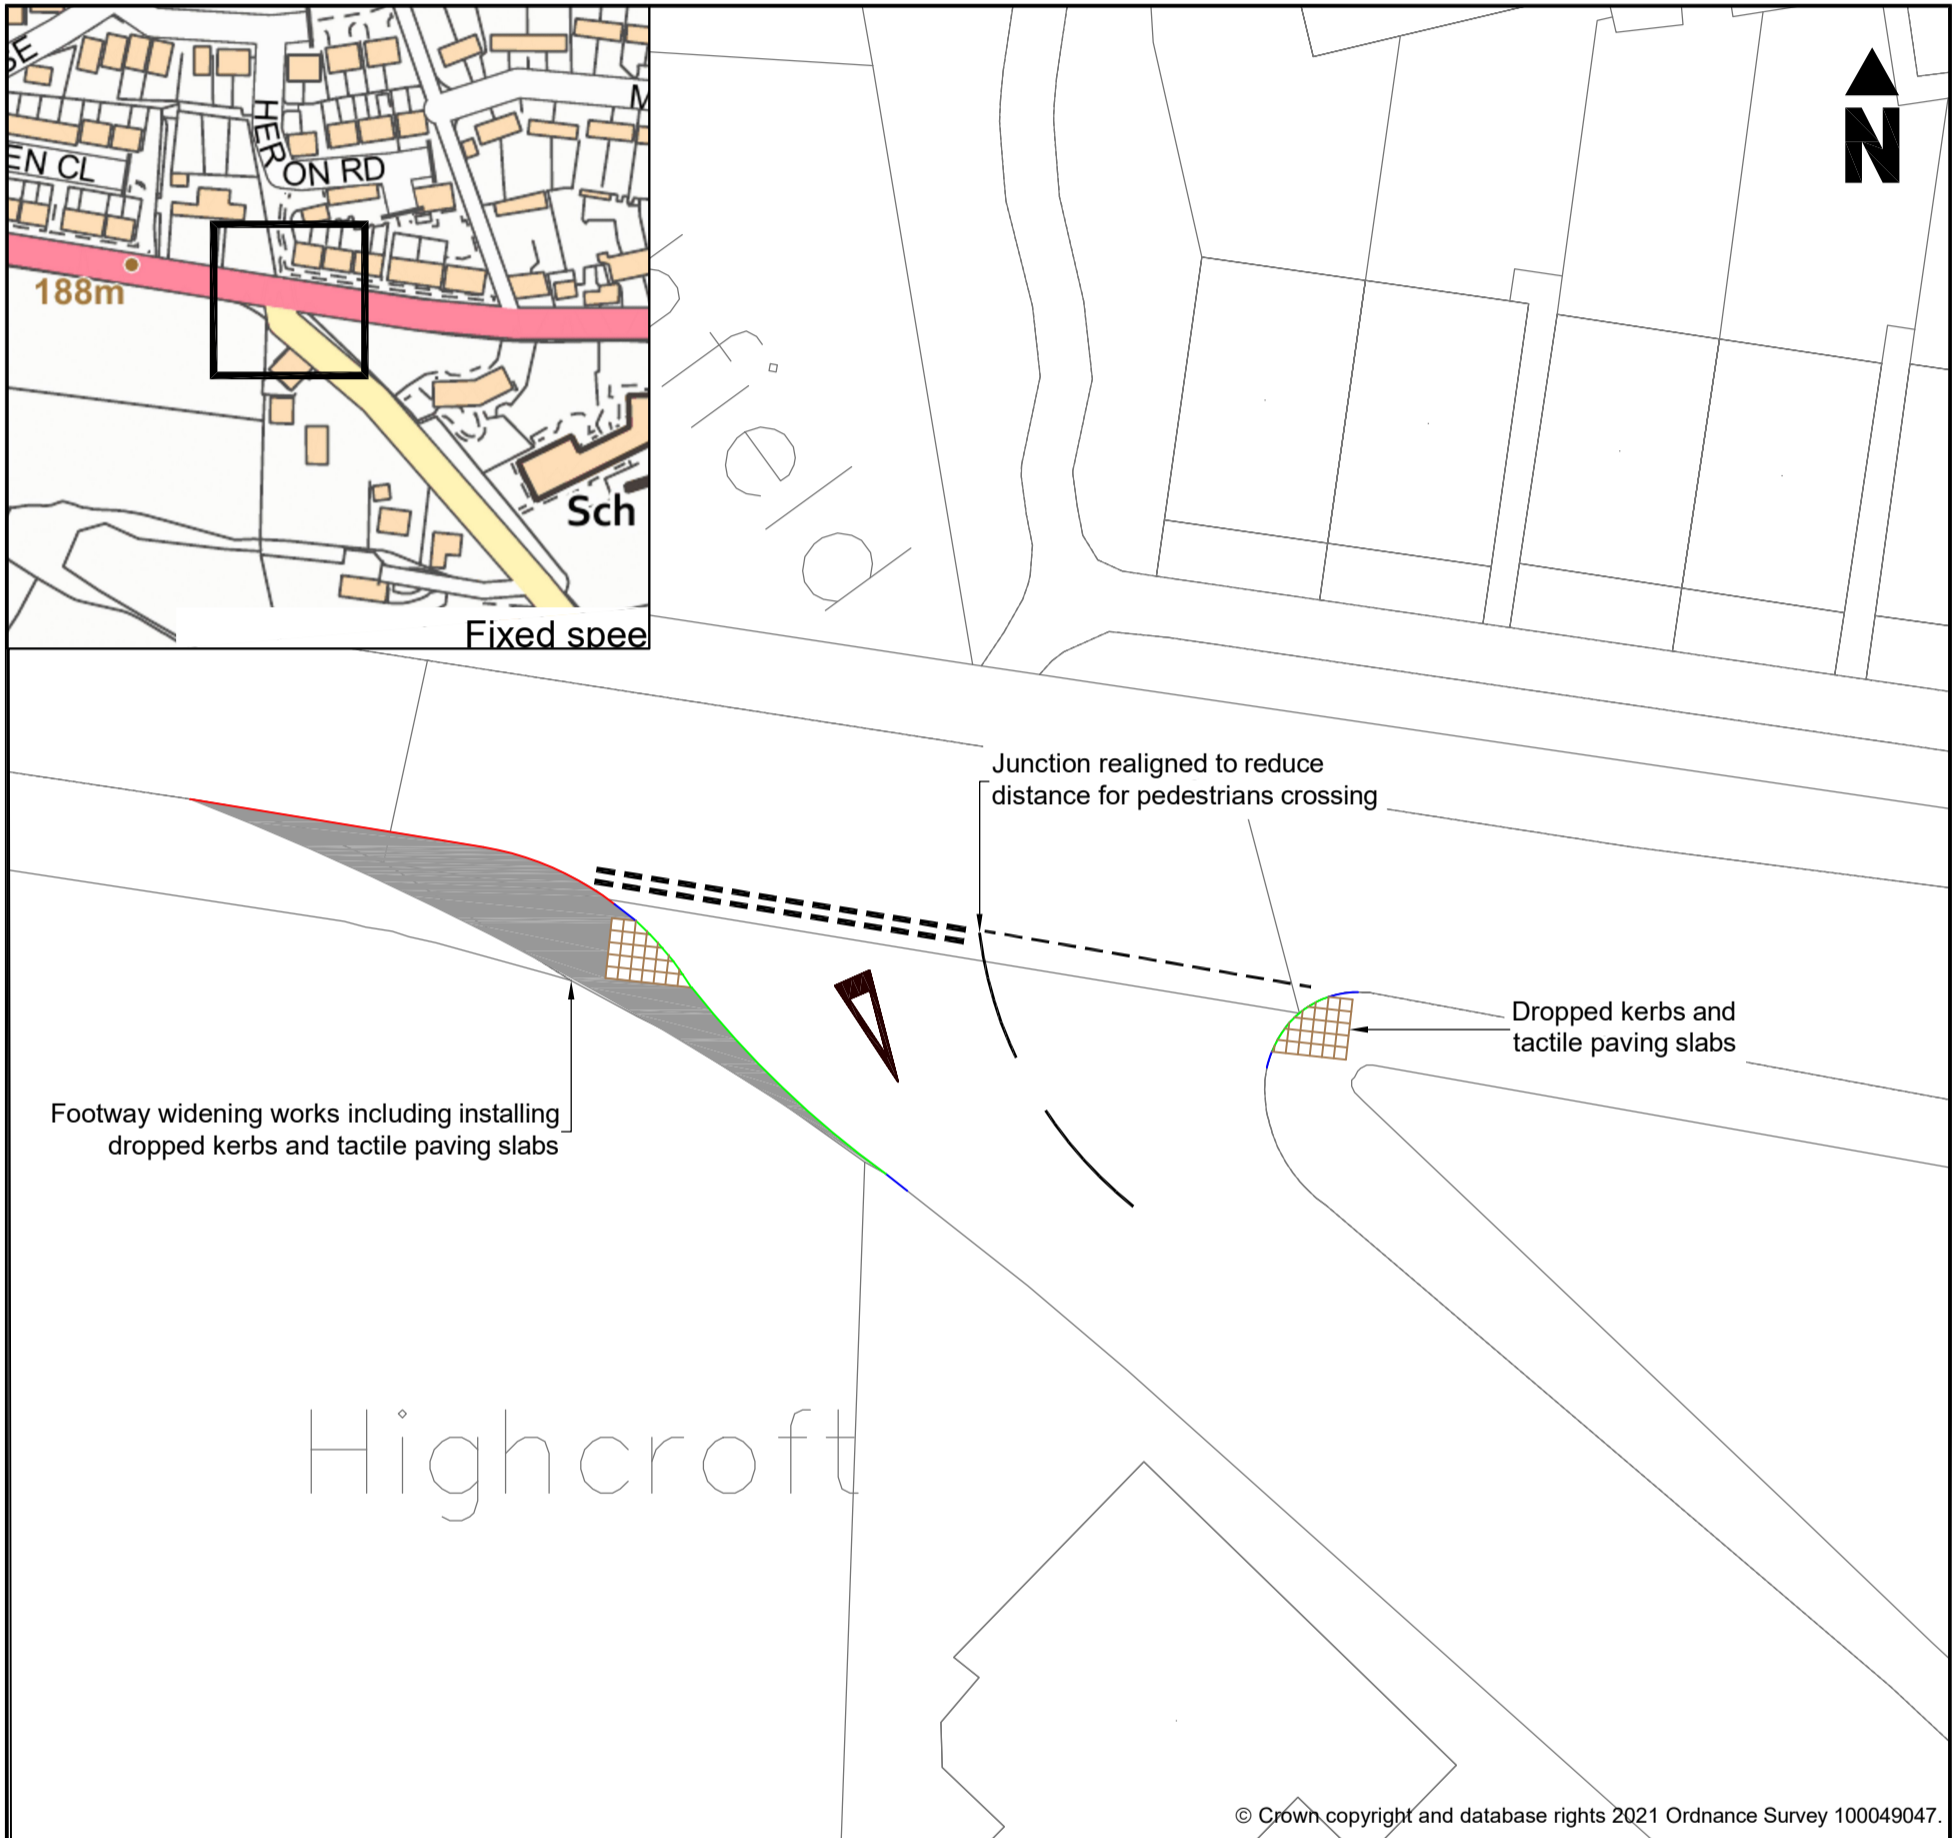 HERON RD
EN CL
188m
Sch
Fixed spee
N
Junction realigned to reduce
distance for pedestrians crossing
Dropped kerbs and
tactile paving slabs
Footway widening works including installing
dropped kerbs and tactile paving slabs
Highcroft
© Crown copyright and database rights 2021 Ordnance Survey 100049047.